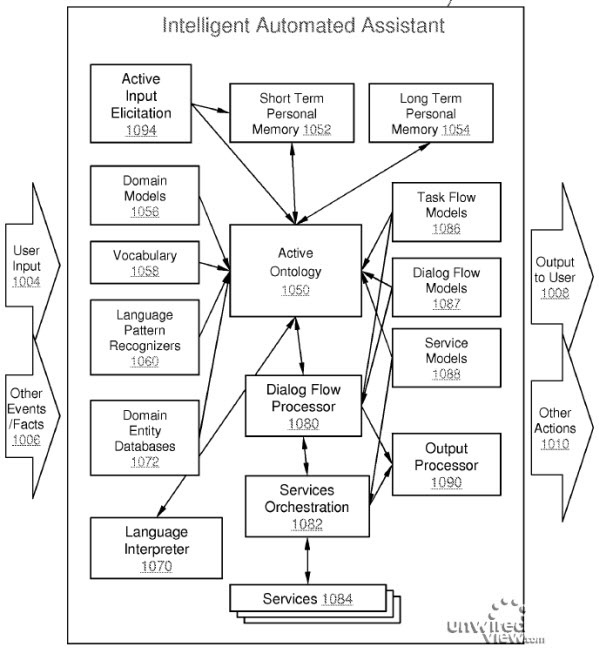 Intelligent Automated Assistant
Active
Input
Elicitation
1094
Short Term
Personal
Memory 1052
Long Term
Personal
Memory 1054
Domain
Models
1056
Vocabulary
1058
Language
Pattern
Recognizers
1060
Domain
Entity
Databases
1072
Language
Interpreter
1070
Active
Ontology
1050
Task Flow
Models
1086
Dialog Flow
Models
1087
Service
Models
1088
Dialog Flow
Processor
1080
Output
Processor
1090
Services
Orchestration
1082
Services 1084
User
Input
1004
Other
Events
/Facts
1006
Output
to User
1008
Other
Actions
1010
unwired
view.com